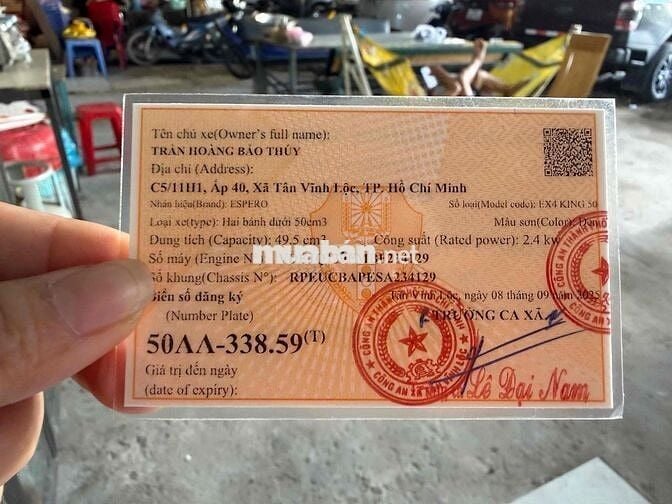 Tên chủ xe(Owner's full name):
TRẦN HOÀNG BẢO THÚY
Địa chỉ (Address):
C5/11H1, Ấp 40, Xã Tân Vĩnh Lộc, TP. Hồ Chí Minh
Nhãn hiệu(Brand): ESPERO
Số loại(Model code): EX4 KING 50
Loại xe(type): Hai bánh dưới 50cm3
Màu sơn(Color): Đen
Dung tích (Capacity): 49.5 cm³
Công suất (Rated power): 2.4 kw
Số máy (Engine N
muaban.net
Số khung(Chassis N°): RPEUCBAPESA234129
Biển số đăng ký
Tân Vĩnh Lộc, ngày 08 tháng 09 năm 2025
(Number Plate)
TRƯỞNG CA XÃ
50AA-338.59(T)
Giá trị đến ngày
(date of expiry):
Lê Đại Nam